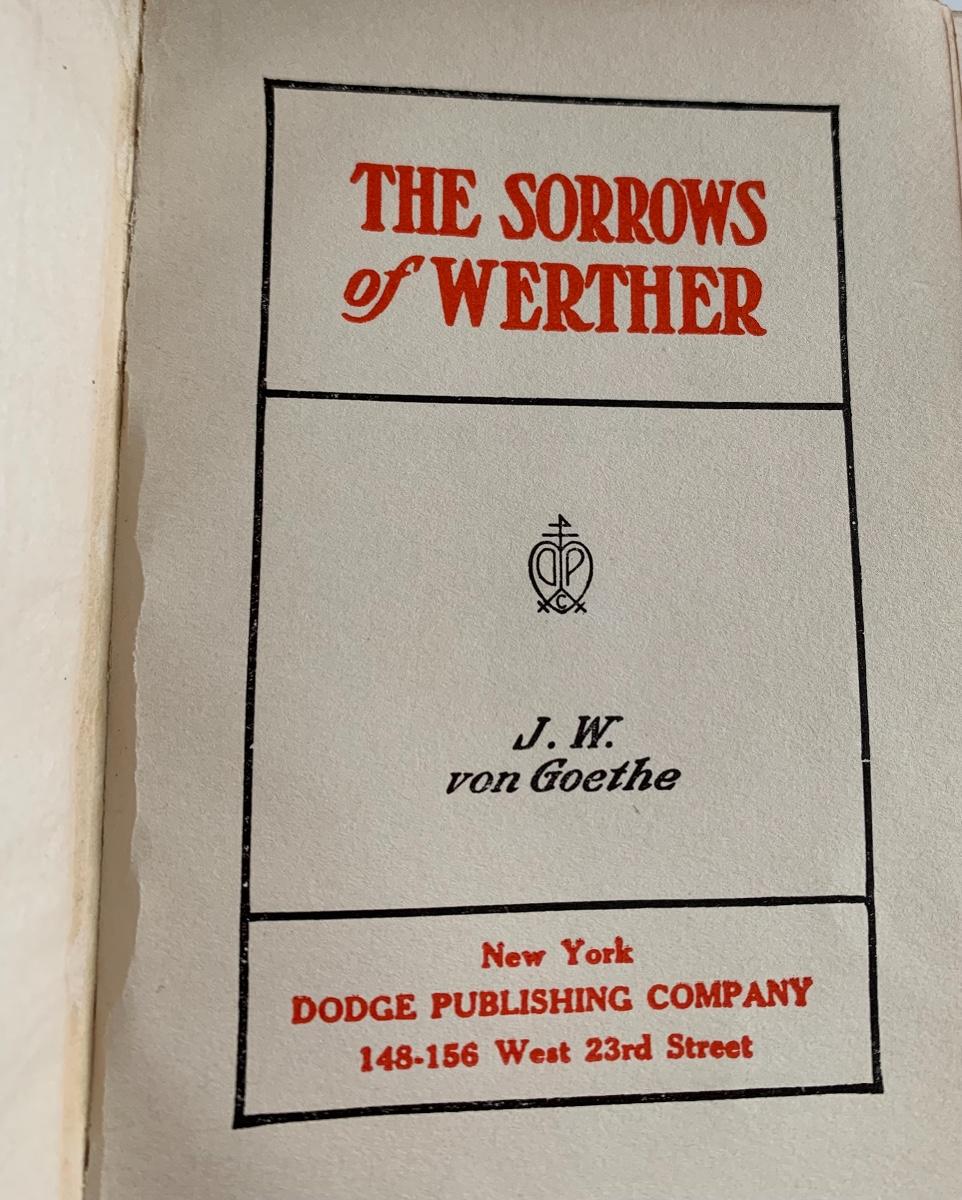 THE SORROWS
of WERTHER
D P
C
J. W.
von Goethe
New York
DODGE PUBLISHING COMPANY
148-156 West 23rd Street